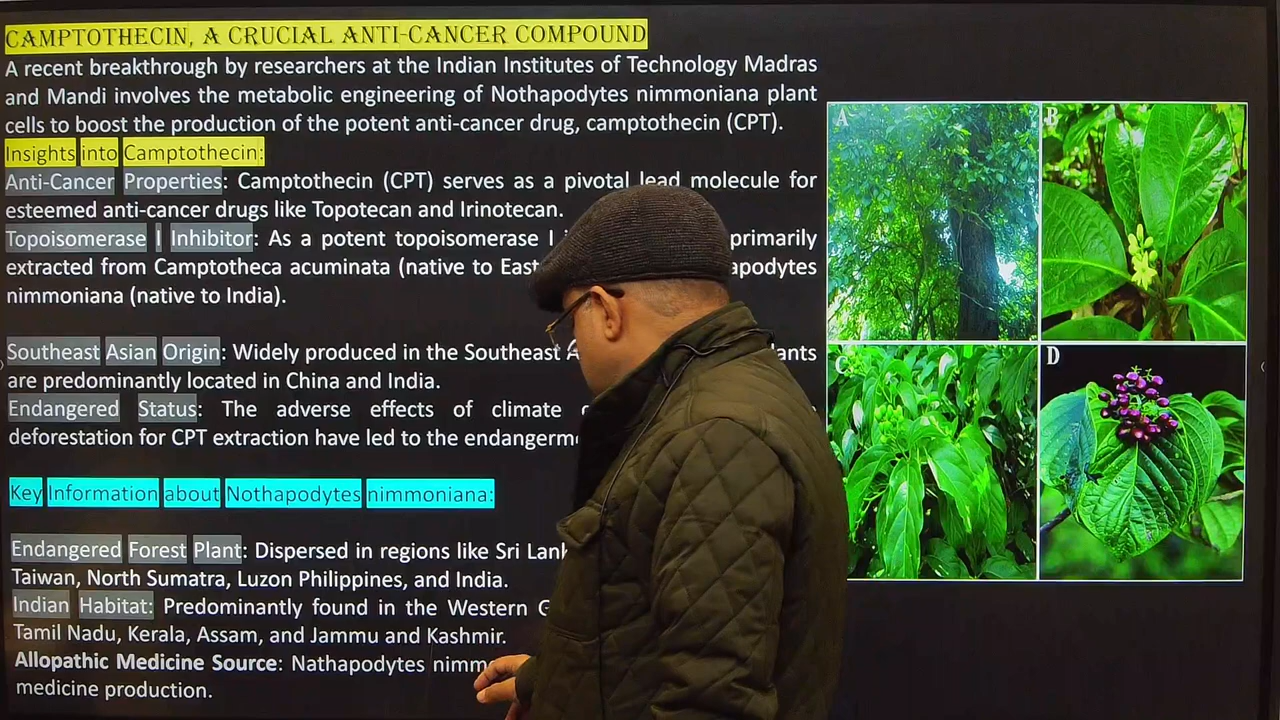 CAMPTOTHECIN, A CRUCIAL ANTI-CANCER COMPOUND
A recent breakthrough by researchers at the Indian Institutes of Technology Madras
and Mandi involves the metabolic engineering of Nothapodytes nimmoniana plant
cells to boost the production of the potent anti-cancer drug, camptothecin (CPT).
Insights into Camptothecin:
Anti-Cancer Properties: Camptothecin (CPT) serves as a pivotal lead molecule for
esteemed anti-cancer drugs like Topotecan and Irinotecan.
Topoisomerase I Inhibitor: As a potent topoisomerase I primarily
extracted from Camptotheca acuminata (native to East
nimmoniana (native to India).
Southeast Asian Origin: Widely produced in the Southeast
are predominantly located in China and India.
Endangered Status: The adverse effects of climate
deforestation for CPT extraction have led to the
Key Information about Nothapodytes nimmoniana:
Endangered Forest Plant: Dispersed in regions like Sri
Taiwan, North Sumatra, Luzon Philippines, and India.
Indian Habitat: Predominantly found in the Western
Tamil Nadu, Kerala, Assam, and Jammu and Kashmir.
Allopathic Medicine Source: Nathapodytes
medicine production.
A
B
C
D